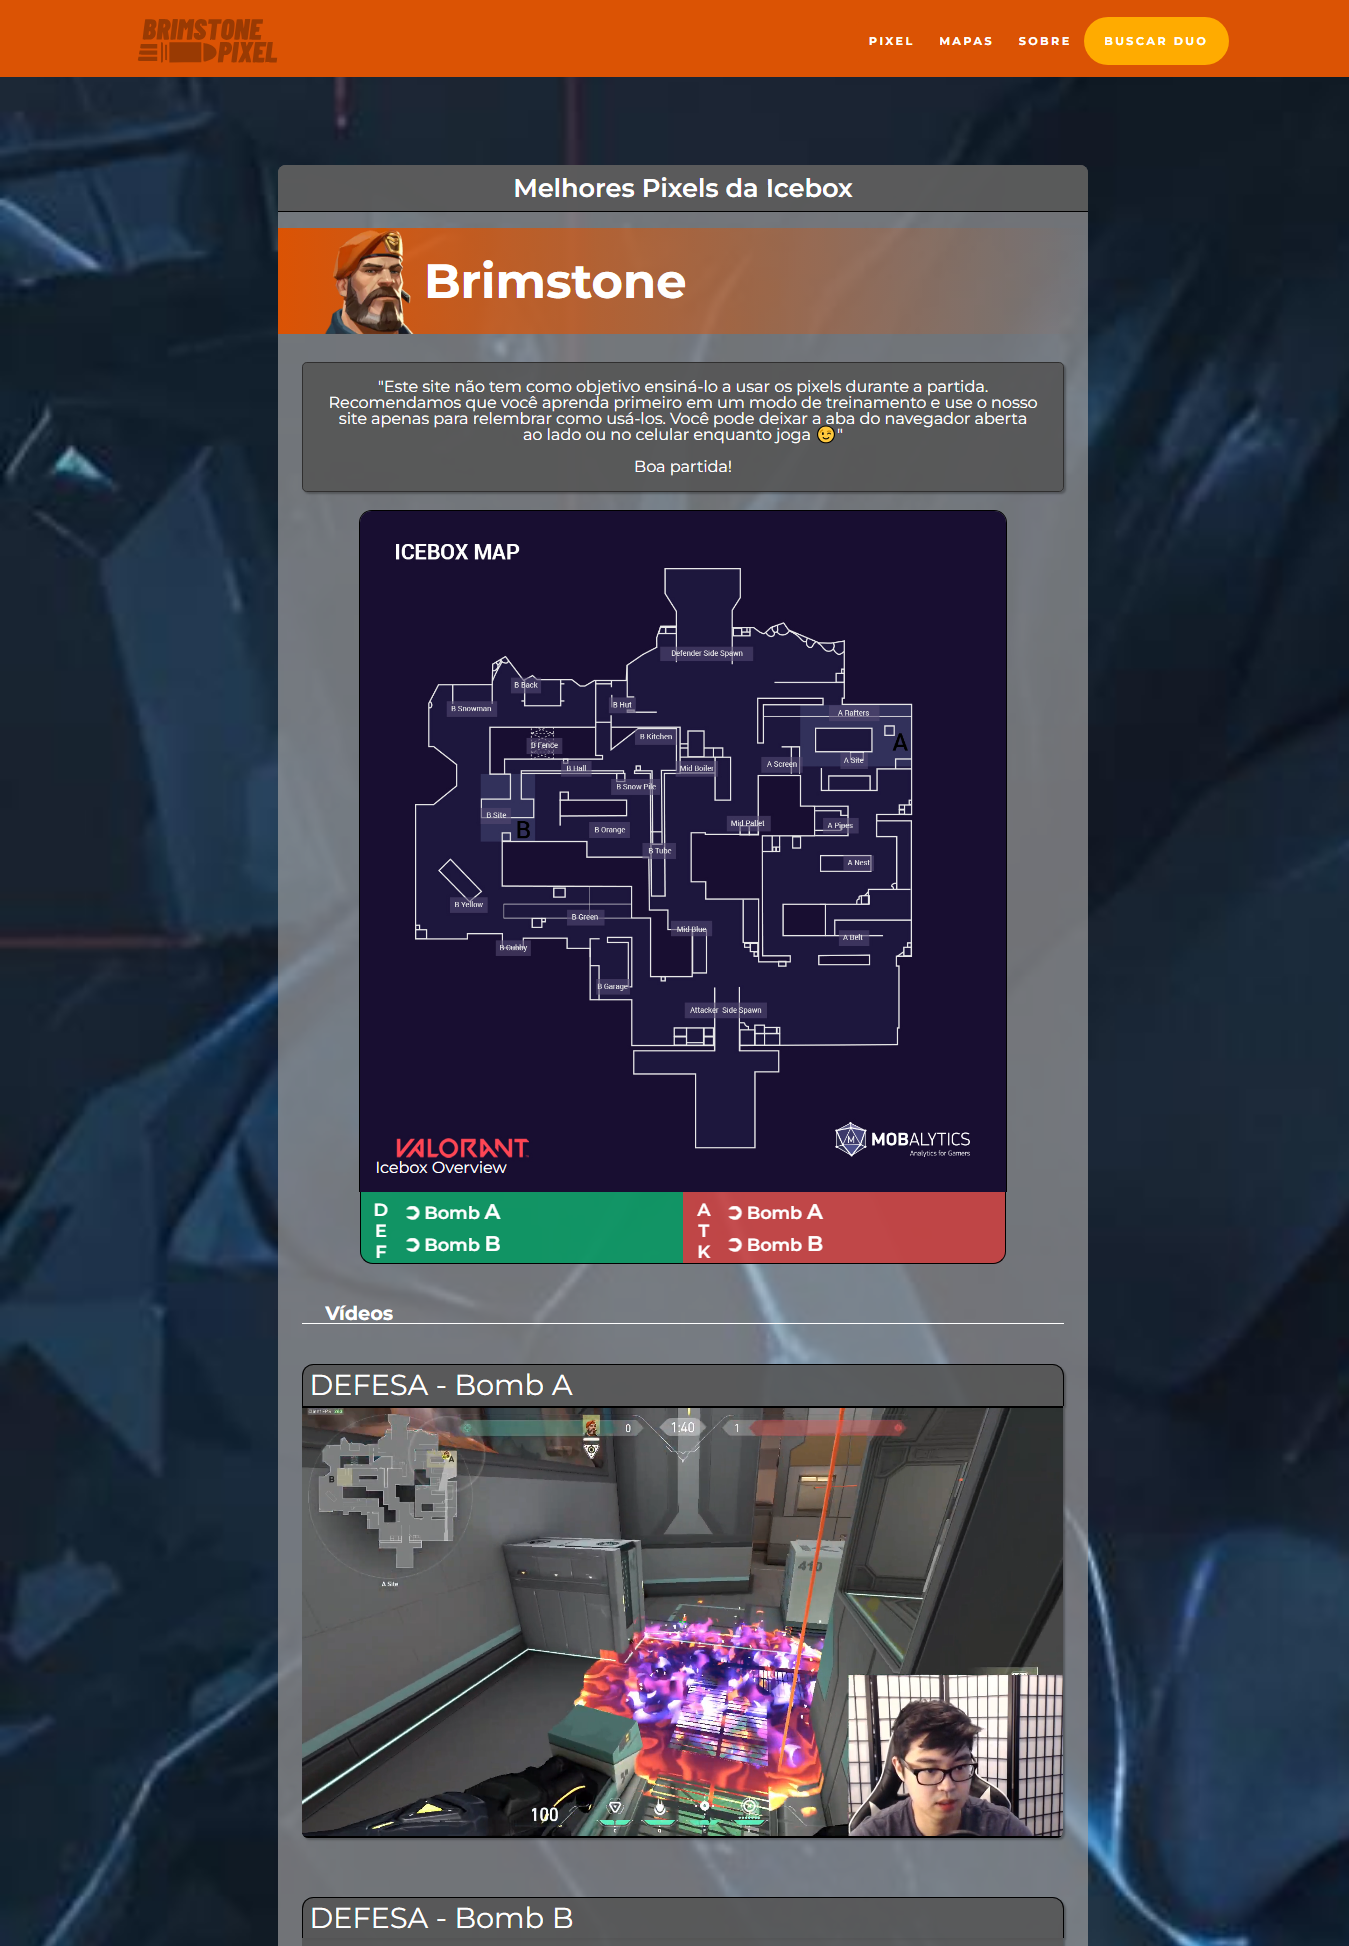 BRIMSTONE
PIXEL
PIXEL
MAPAS
SOBRE
BUSCAR DUO
Melhores Pixels da Icebox
Brimstone
"Este site não tem como objetivo ensiná-lo a usar os pixels durante a partida.
Recomendamos que você aprenda primeiro em um modo de treinamento e use o nosso
site apenas para relembrar como usá-los. Você pode deixar a aba do navegador aberta
ao lado ou no celular enquanto joga 😉"
Boa partida!
ICEBOX MAP
Defender Side Spawn
B Back
B Snowman
B Hut
A Rafters
B Kitchen
A
B Fence
A Site
A Screen
B Hall
Mid Boiler
B Snow Pile
B Site
B
B Orange
Mid Pallet
A Pipes
B Tube
A Nest
B Yellow
B Green
Mid Blue
A Belt
B Cubby
B Garage
Attacker Side Spawn
VALORANT
Icebox Overview
MOBALYTICS
Analytics for Gamers
DEF
Bomb A
Bomb B
ATK
Bomb A
Bomb B
Vídeos
DEFESA - Bomb A
0
1:40
1
A
B
A Site
410
100
DEFESA - Bomb B